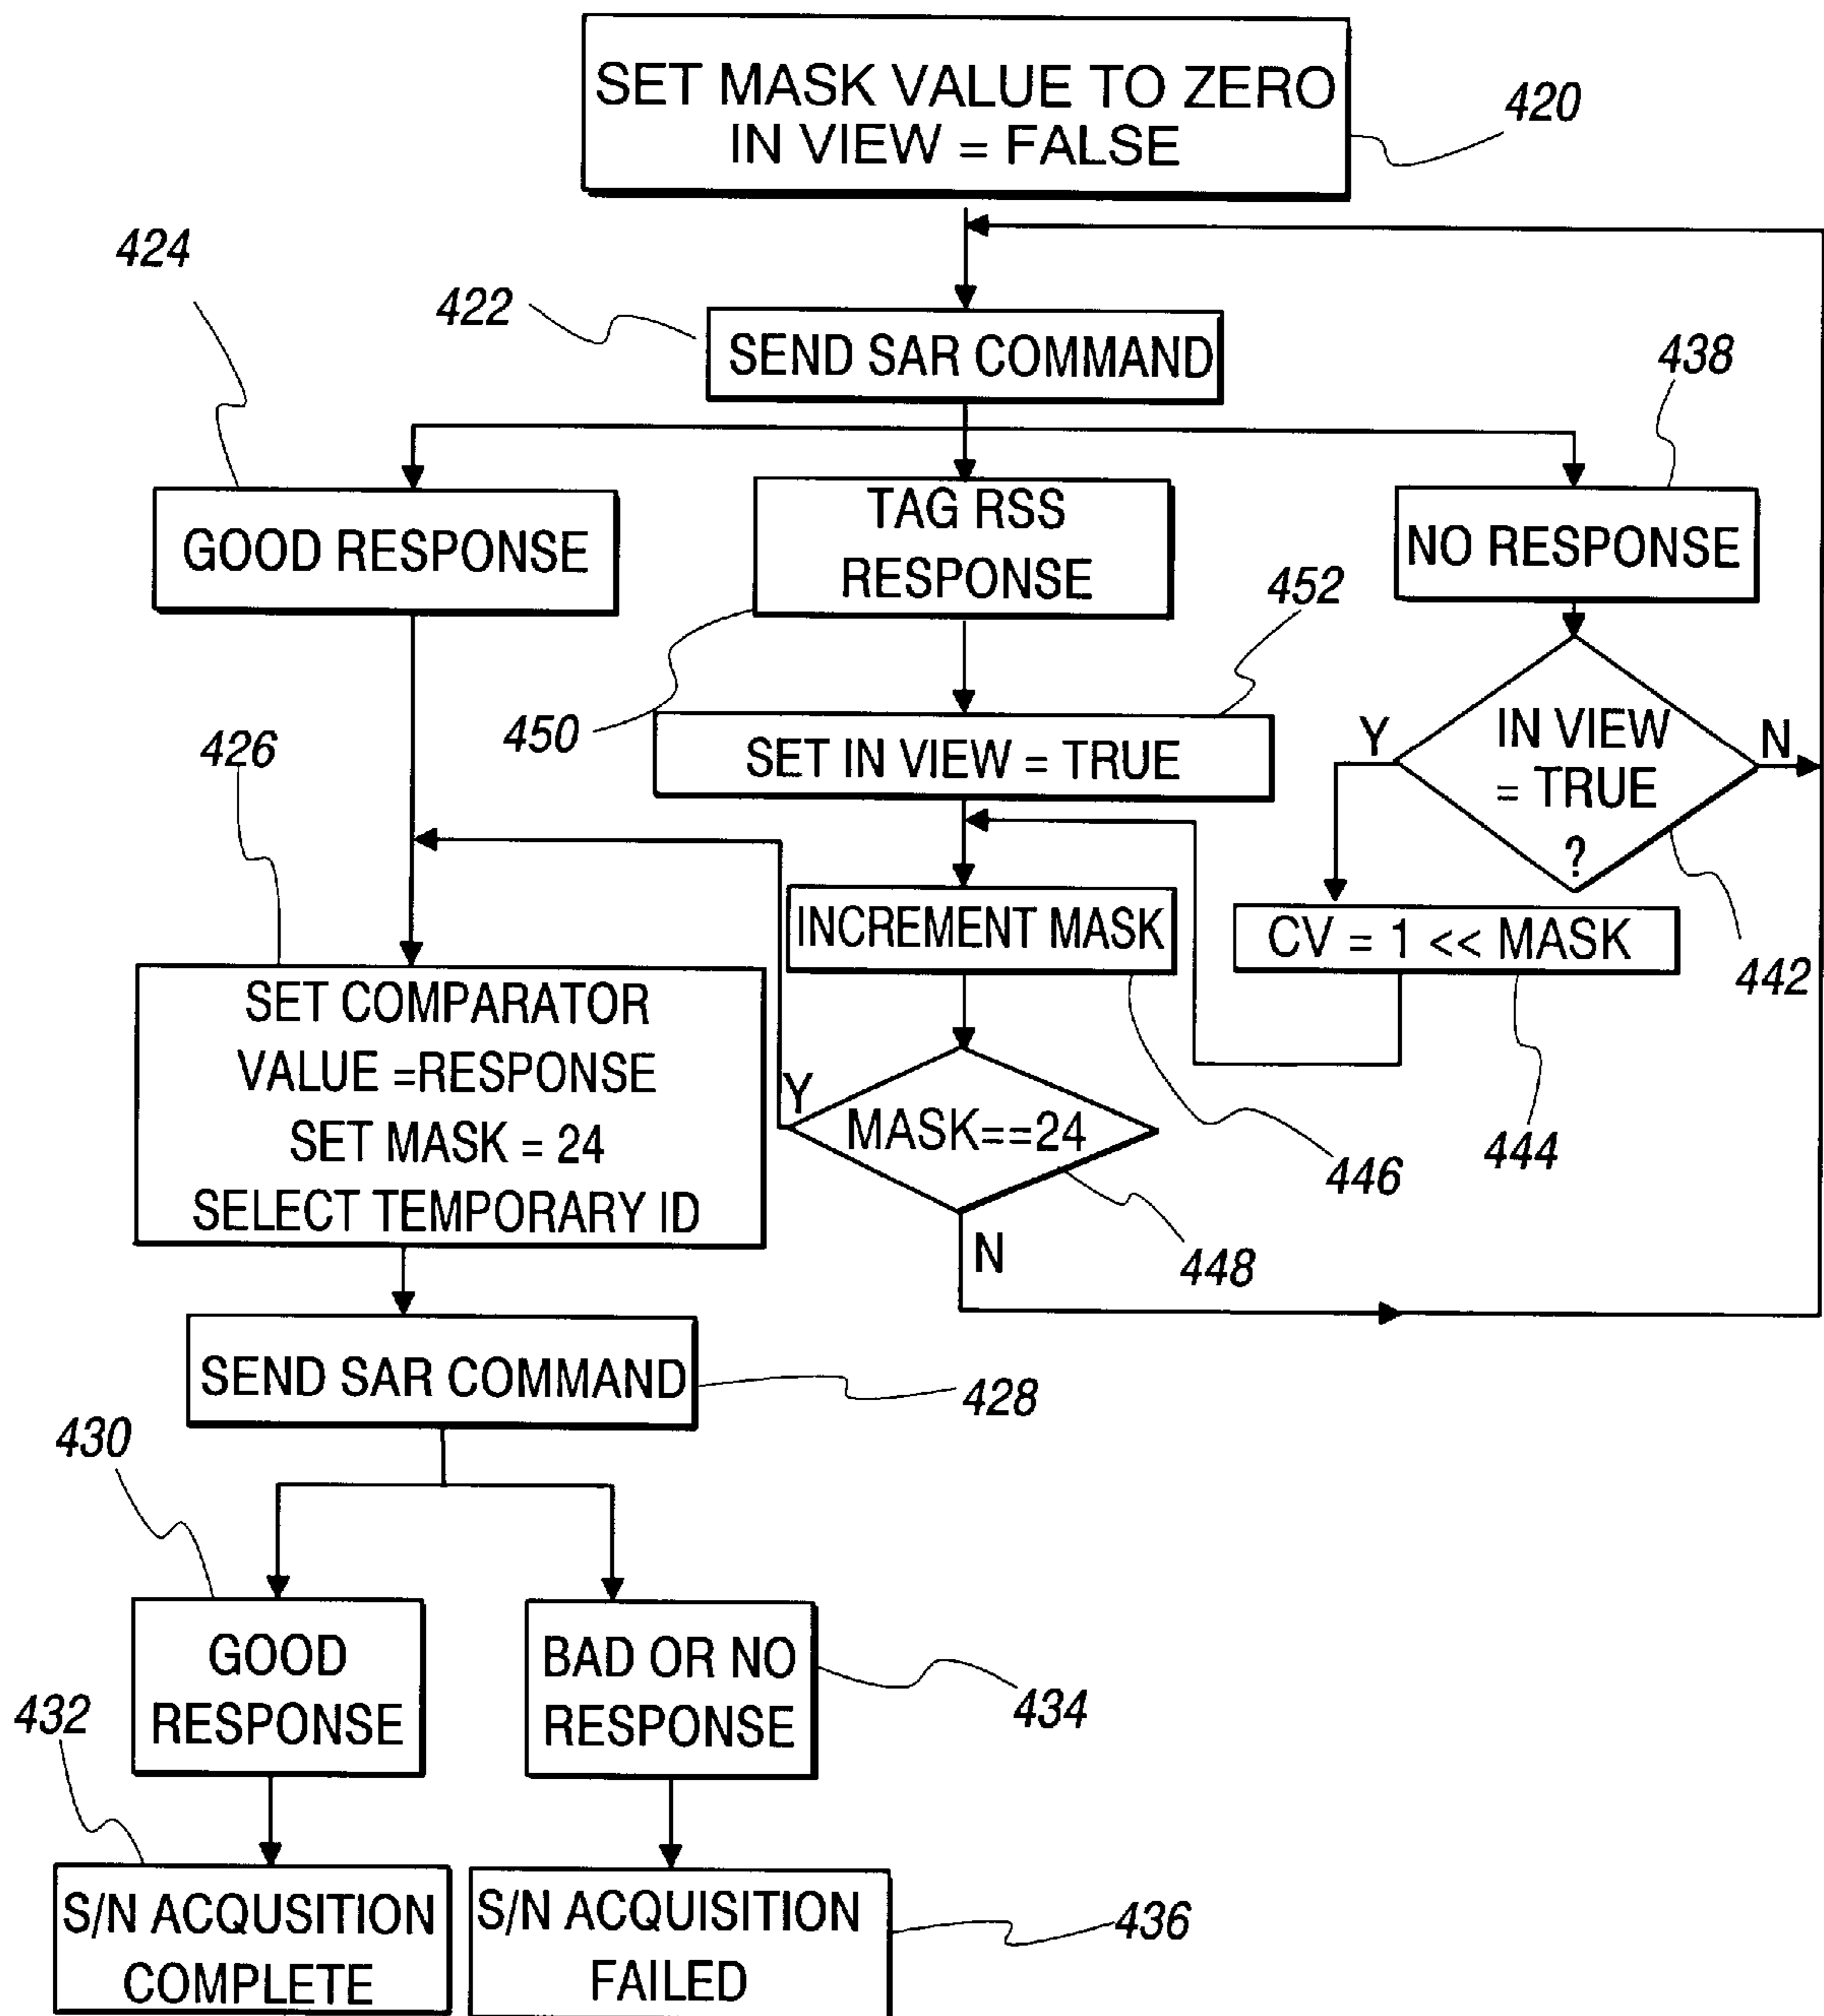 SET MASK VALUE TO ZERO
IN VIEW = FALSE
420
424
422
SEND SAR COMMAND
438
GOOD RESPONSE
TAG RSS
RESPONSE
NO RESPONSE
452
450
SET IN VIEW = TRUE
Y
IN VIEW
= TRUE
?
N
426
INCREMENT MASK
CV = 1 << MASK
442
SET COMPARATOR
VALUE =RESPONSE
SET MASK = 24
SELECT TEMPORARY ID
Y
MASK==24
446
444
N
448
SEND SAR COMMAND
428
430
GOOD
RESPONSE
BAD OR NO
RESPONSE
434
432
S/N ACQUSITION
COMPLETE
S/N ACQUISITION
FAILED
436